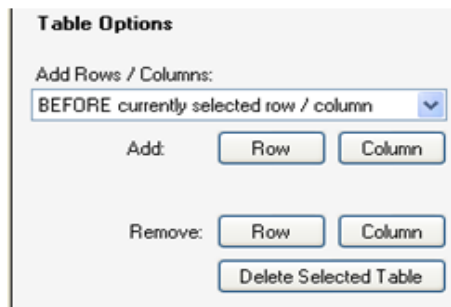 Table Options
Add Rows / Columns:
BEFORE currently selected row / column
Add: Row Column
Remove: Row Column
Delete Selected Table